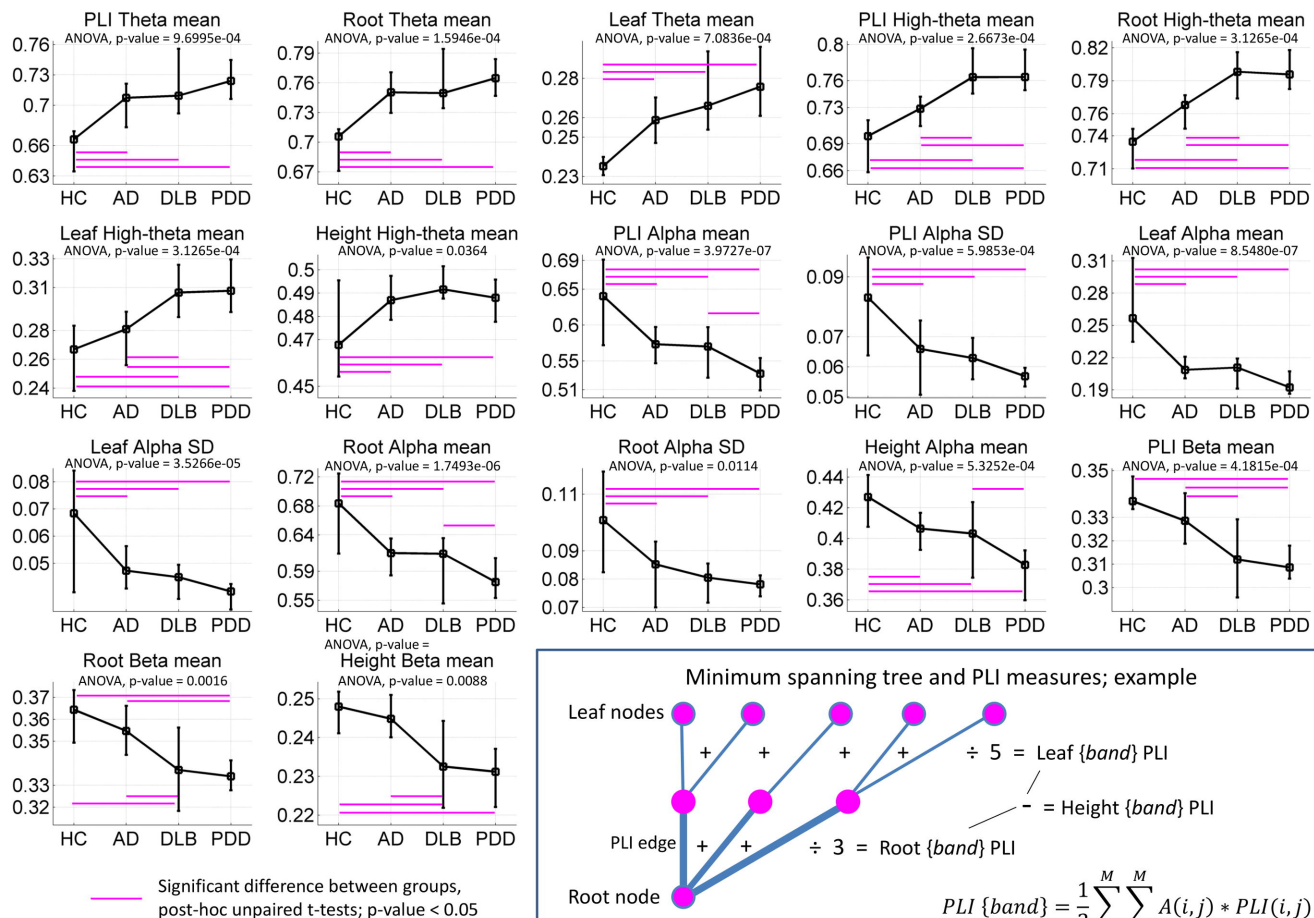 PLI Theta mean
ANOVA, p-value = 9.6995e-04
0.76
0.73
0.7
0.66
0.63
HC AD DLB PDD
Root Theta mean
ANOVA, p-value = 1.5946e-04
0.79
0.76
0.73
0.7
0.67
HC AD DLB PDD
Leaf Theta mean
ANOVA, p-value = 7.0836e-04
0.28
0.26
0.25
0.23
HC AD DLB PDD
PLI High-theta mean
ANOVA, p-value = 2.6673e-04
0.8
0.76
0.73
0.69
0.66
HC AD DLB PDD
Root High-theta mean
ANOVA, p-value = 3.1265e-04
0.82
0.79
0.76
0.74
0.71
HC AD DLB PDD
Leaf High-theta mean
ANOVA, p-value = 3.1265e-04
0.33
0.31
0.28
0.26
0.24
HC AD DLB PDD
Height High-theta mean
ANOVA, p-value = 0.0364
0.5
0.49
0.48
0.47
0.45
HC AD DLB PDD
PLI Alpha mean
ANOVA, p-value = 3.9727e-07
0.69
0.65
0.6
0.55
0.51
HC AD DLB PDD
PLI Alpha SD
ANOVA, p-value = 5.9853e-04
0.09
0.07
0.06
0.05
HC AD DLB PDD
Leaf Alpha mean
ANOVA, p-value = 8.5480e-07
0.31
0.28
0.25
0.22
0.19
HC AD DLB PDD
Leaf Alpha SD
ANOVA, p-value = 3.5266e-05
0.08
0.07
0.06
0.05
HC AD DLB PDD
Root Alpha mean
ANOVA, p-value = 1.7493e-06
0.72
0.68
0.64
0.59
0.55
HC AD DLB PDD
Root Alpha SD
ANOVA, p-value = 0.0114
0.11
0.09
0.08
0.07
HC AD DLB PDD
Height Alpha mean
ANOVA, p-value = 5.3252e-04
0.44
0.42
0.4
0.38
0.36
HC AD DLB PDD
PLI Beta mean
ANOVA, p-value = 4.1815e-04
0.35
0.33
0.32
0.3
HC AD DLB PDD
Root Beta mean
ANOVA, p-value = 0.0016
0.37
0.36
0.35
0.33
0.32
HC AD DLB PDD
ANOVA, p-value =
Height Beta mean
ANOVA, p-value = 0.0088
0.25
0.24
0.23
0.22
HC AD DLB PDD
Significant difference between groups,
post-hoc unpaired t-tests; p-value < 0.05
Minimum spanning tree and PLI measures; example
Leaf nodes
+ + + + ÷ 5 = Leaf {band} PLI
- = Height {band} PLI
PLI edge + + ÷ 3 = Root {band} PLI
Root node
M M
PLI {band} = 1/2 ∑ ∑ A(i,j) ∗ PLI(i,j)